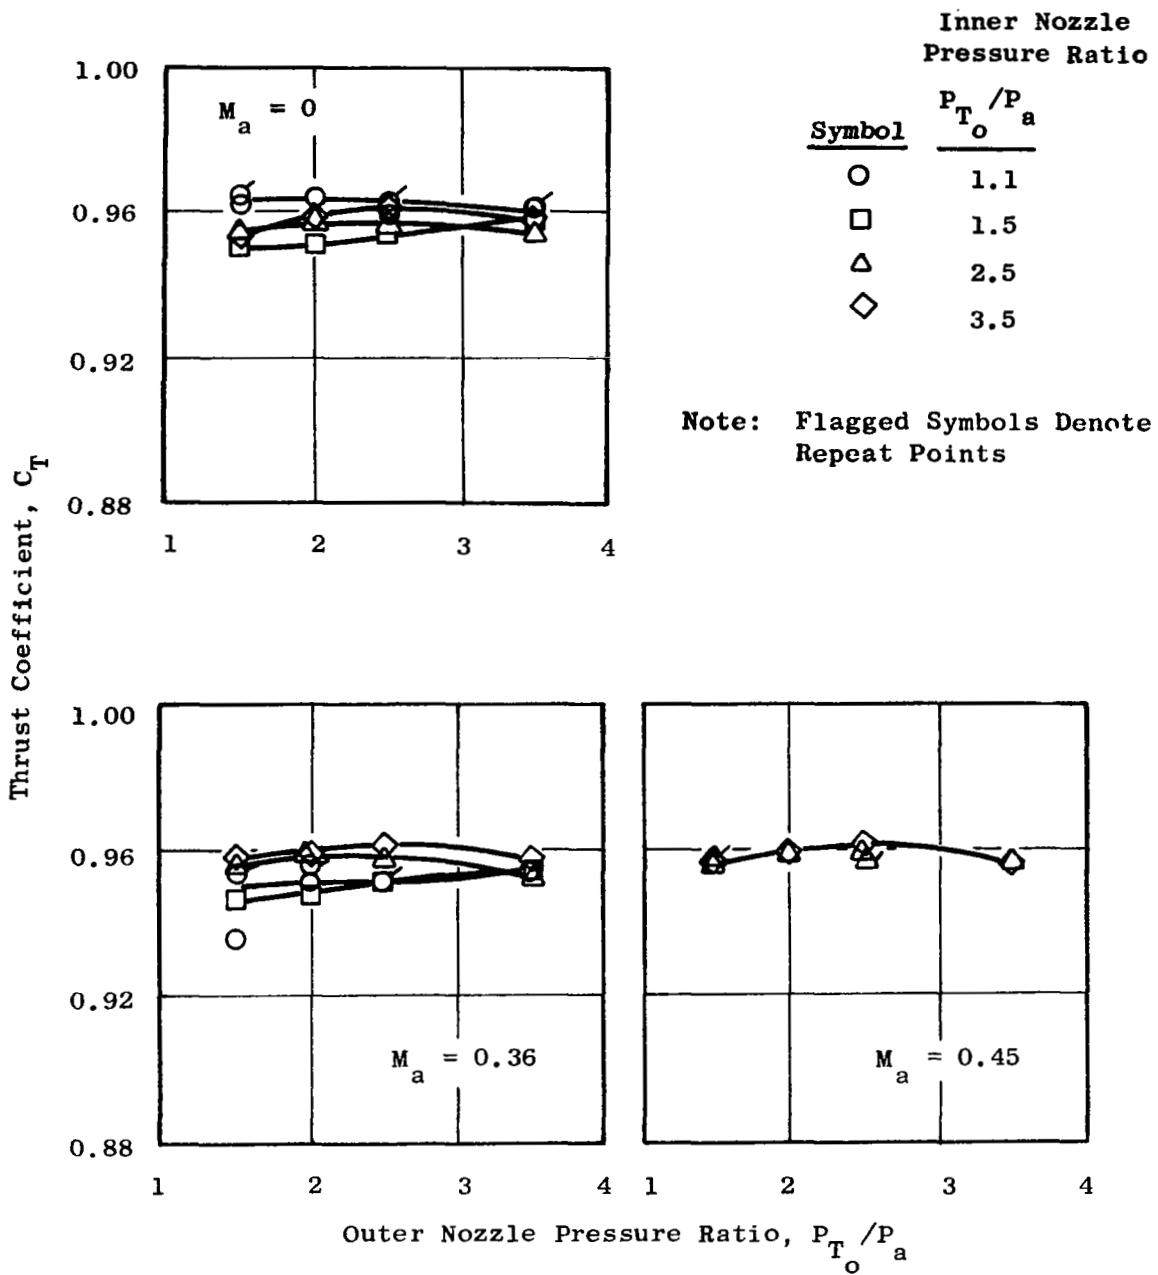 Inner Nozzle
Pressure Ratio
Symbol P_To/P_a
1.1
1.5
2.5
3.5
Note: Flagged Symbols Denote
Repeat Points
Thrust Coefficient, C_T
1.00
0.96
0.92
0.88
M_a = 0
1 2 3 4
1.00
0.96
0.92
0.88
M_a = 0.36
M_a = 0.45
1 2 3 4 1 2 3 4
Outer Nozzle Pressure Ratio, P_To/P_a